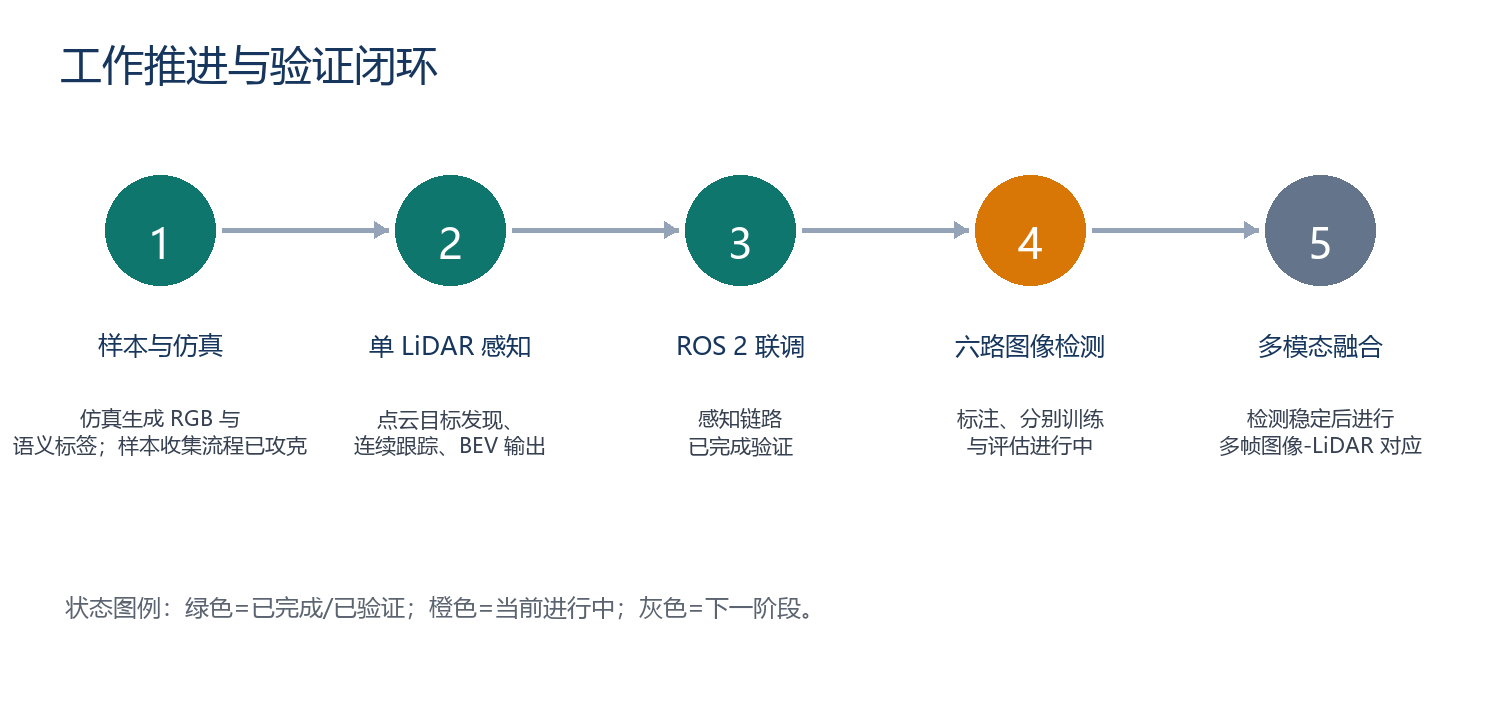 工作推进与验证闭环
1
2
3
4
5
样本与仿真
单 LiDAR 感知
ROS 2 联调
六路图像检测
多模态融合
仿真生成 RGB 与
语义标签；样本收集流程已攻克
点云目标发现、
连续跟踪、BEV 输出
感知链路
已完成验证
标注、分别训练
与评估进行中
检测稳定后进行
多帧图像-LiDAR 对应
状态图例：绿色=已完成/已验证；橙色=当前进行中；灰色=下一阶段。